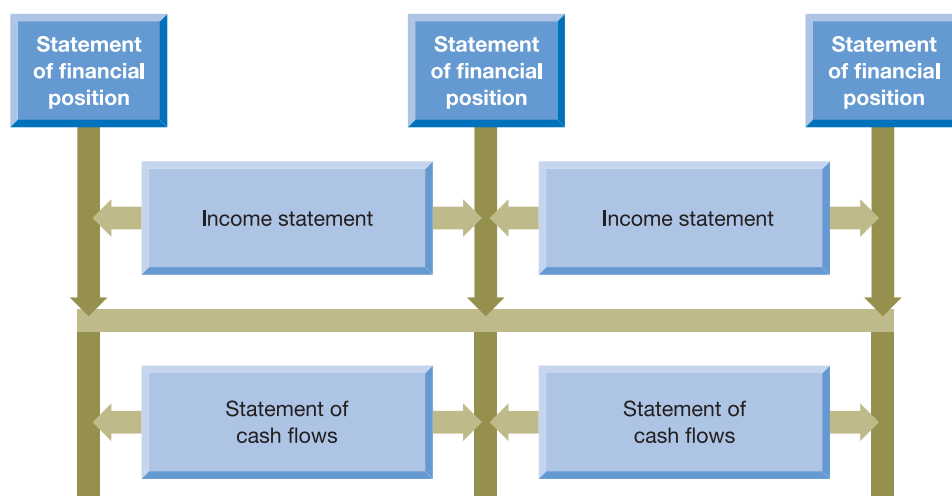 Statement
of financial
position
Statement
of financial
position
Statement
of financial
position
Income statement
Income statement
Statement of
cash flows
Statement of
cash flows